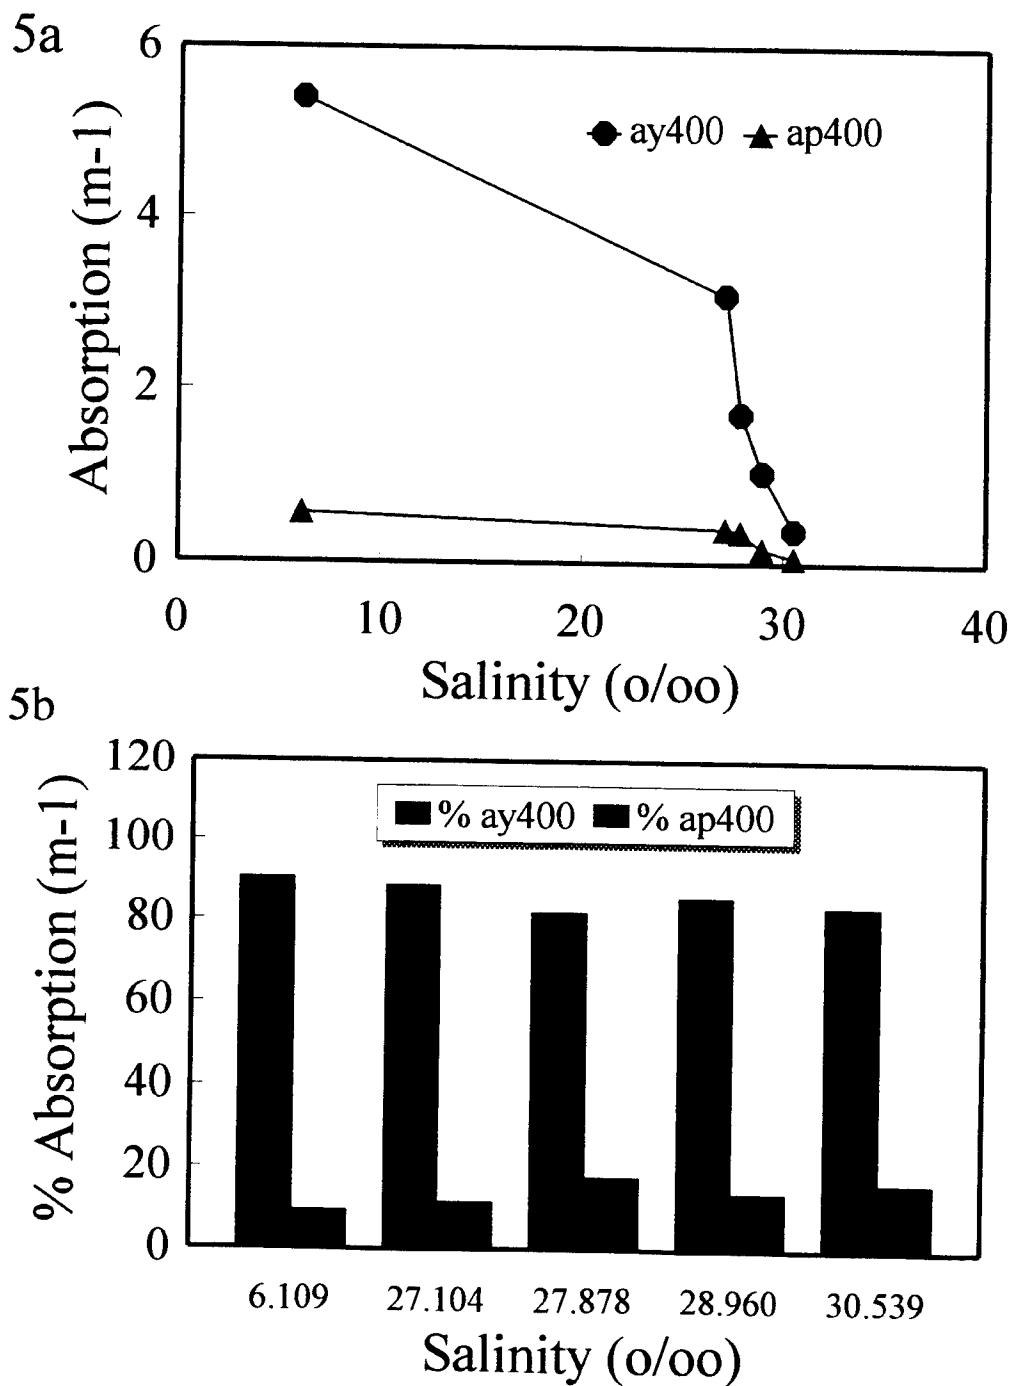 5a
6
4
2
0
Absorption (m-1)
ay400 ap400
0 10 20 30 40
Salinity (o/oo)
5b
120
100
80
60
40
20
0
% Absorption (m-1)
% ay400 % ap400
6.109 27.104 27.878 28.960 30.539
Salinity (o/oo)